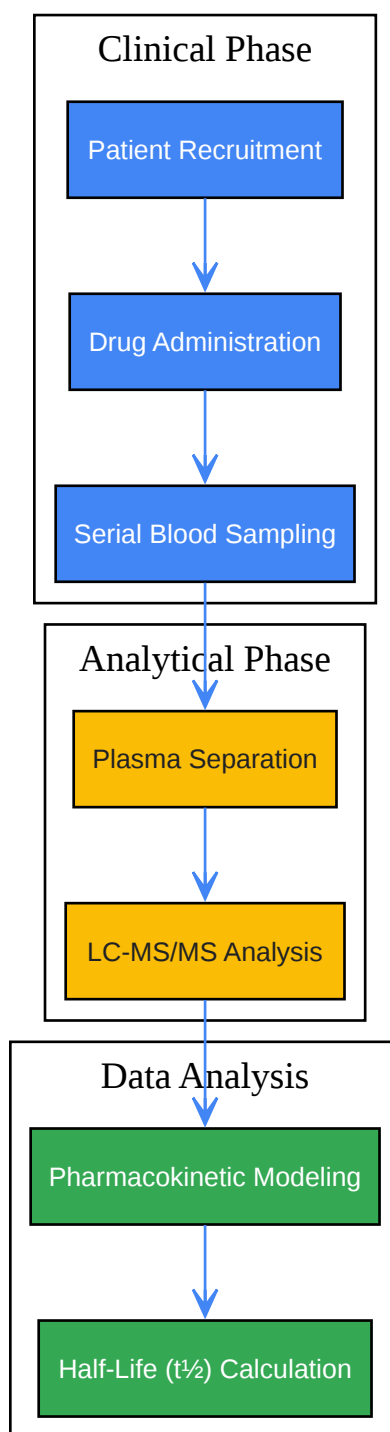 Clinical Phase
Patient Recruitment
Drug Administration
Serial Blood Sampling
Analytical Phase
Plasma Separation
LC-MS/MS Analysis
Data Analysis
Pharmacokinetic Modeling
Half-Life (t½) Calculation